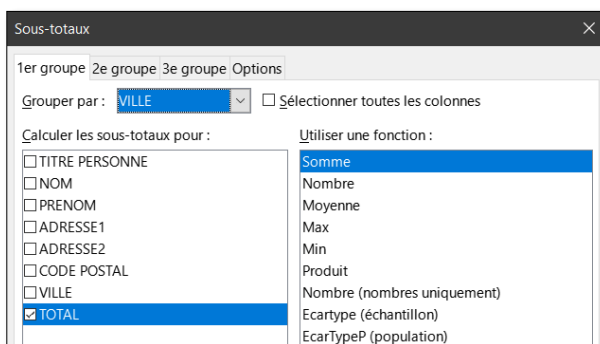 Sous-totaux
1er groupe 2e groupe 3e groupe Options
Grouper par : VILLE Sélectionner toutes les colonnes
Calculer les sous-totaux pour :
TITRE PERSONNE
NOM
PRENOM
ADRESSE1
ADRESSE2
CODE POSTAL
VILLE
TOTAL
Utiliser une fonction :
Somme
Nombre
Moyenne
Max
Min
Produit
Nombre (nombres uniquement)
Ecartype (échantillon)
EcarTypeP (population)